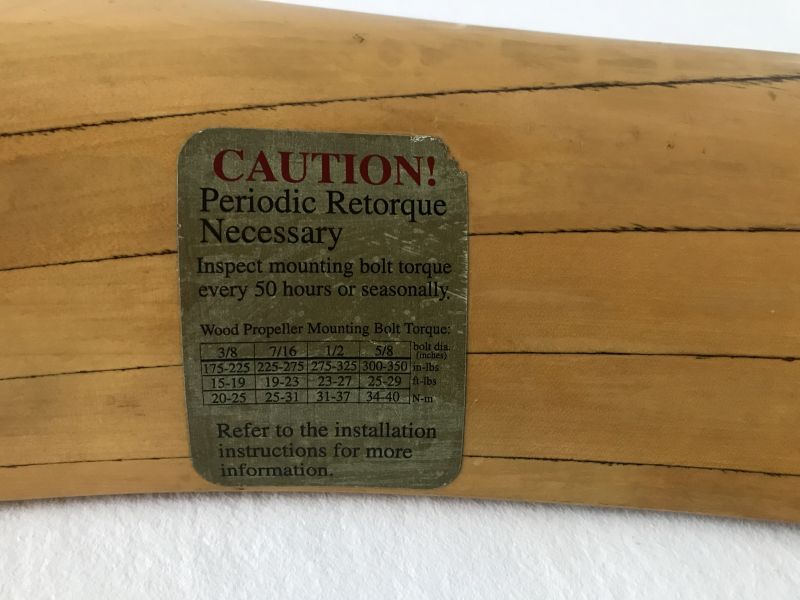 CAUTION!
Periodic Retorque
Necessary
Inspect mounting bolt torque
every 50 hours or seasonally.
Wood Propeller Mounting Bolt Torque:
3/8 7/16 1/2 5/8 bolt dia. (inches)
175-225 225-275 275-325 300-350 in-lbs
15-19 19-23 23-27 25-29 ft-lbs
20-25 25-31 31-37 34-40 N-m
Refer to the installation
instructions for more
information.